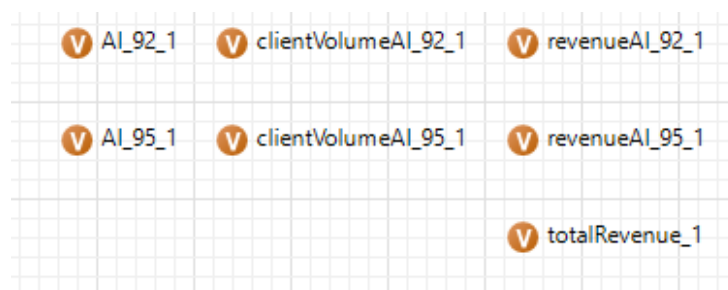 V AI_92_1 V clientVolumeAI_92_1 V revenueAI_92_1
V AI_95_1 V clientVolumeAI_95_1 V revenueAI_95_1
V totalRevenue_1